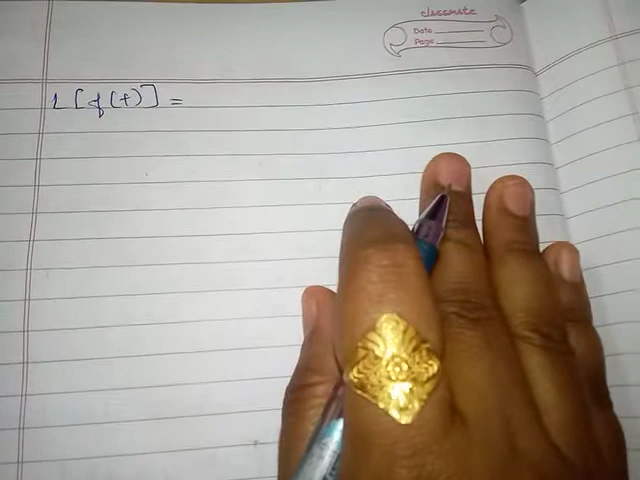 classmate
Date
Page
L[f(t)] =